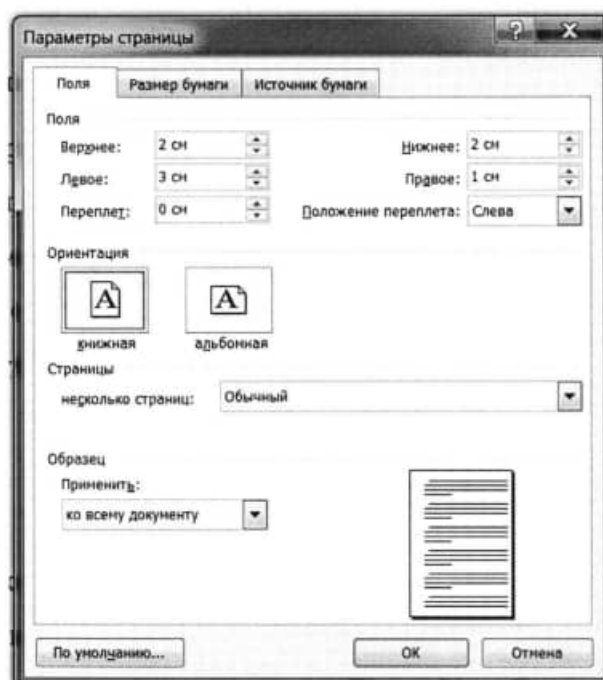 Параметры страницы
Поля Размер бумаги Источник бумаги
Поля
Верхнее: 2 см Нижнее: 2 см
Левое: 3 см Правое: 1 см
Переплет: 0 см Положение переплета: Слева
Ориентация
A A
книжная альбомная
Страницы
несколько страниц: Обычный
Образец
Применить:
ко всему документу
По умолчанию... ОК Отмена